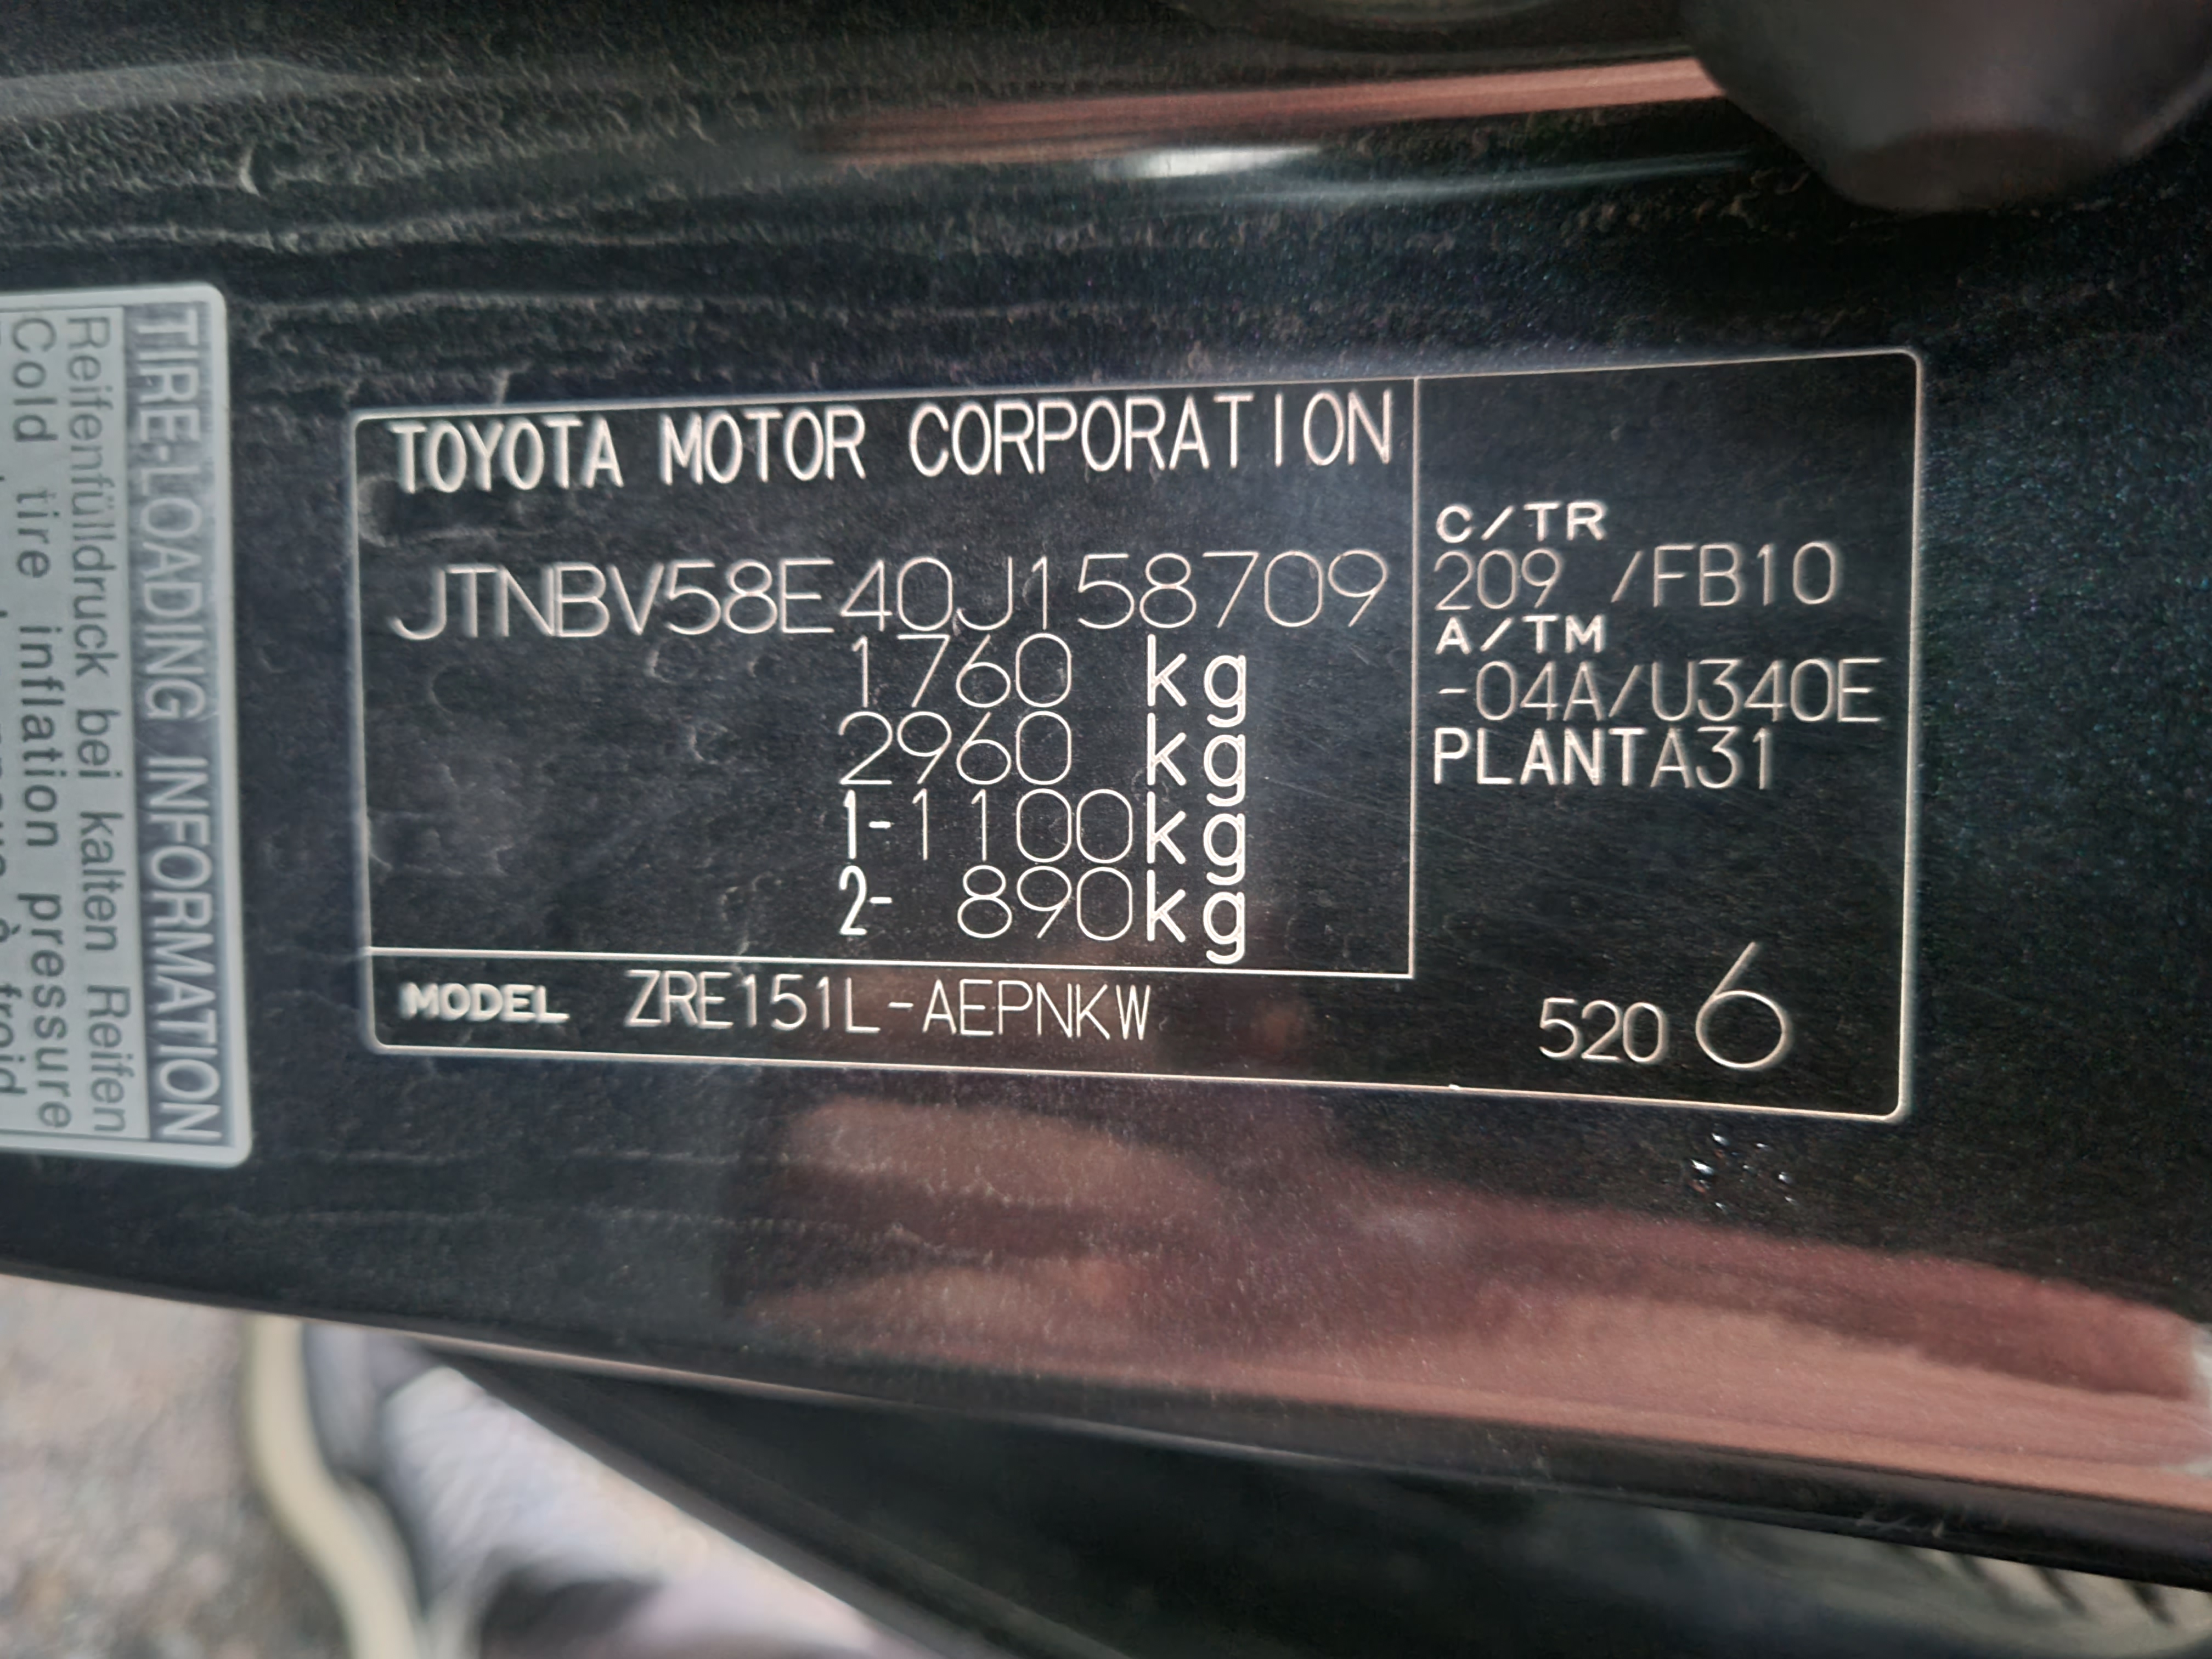 TOYOTA MOTOR CORPORATION
JTNBV58E40J158709
1760 kg
2960 kg
1-1100kg
2- 890kg
MODEL ZRE151L-AEPNKW
C/TR
209 /FB10
A/TM
-04A/U340E
PLANTA31
520 6
TIRE-LOADING INFORMATION
Reifenfülldruck bei kalten Reifen
Cold tire inflation pressure
à froid